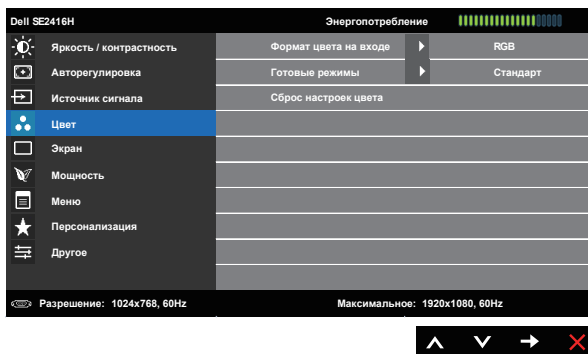 Dell SE2416H Энергопотребление
Яркость / контрастность Формат цвета на входе RGB
Авторегулировка Готовые режимы Стандарт
Источник сигнала Сброс настроек цвета
Цвет
Экран
Мощность
Меню
Персонализация
Другое
Разрешение: 1024x768, 60Hz Максимально: 1920x1080, 60Hz